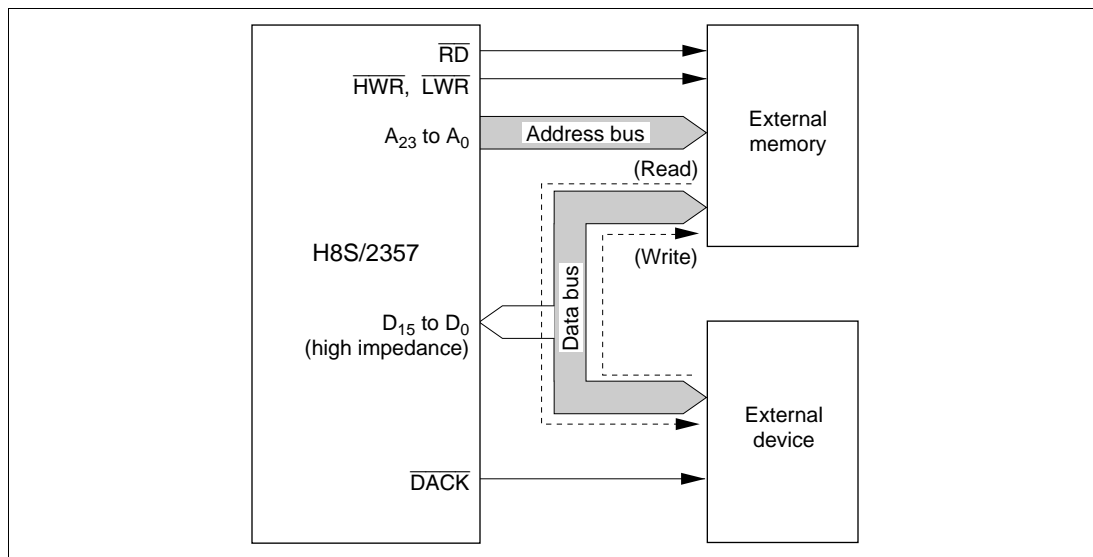 RD
HWR, LWR
A23 to A0
Address bus
External
memory
(Read)
(Write)
H8S/2357
Data bus
D15 to D0
(high impedance)
External
device
DACK